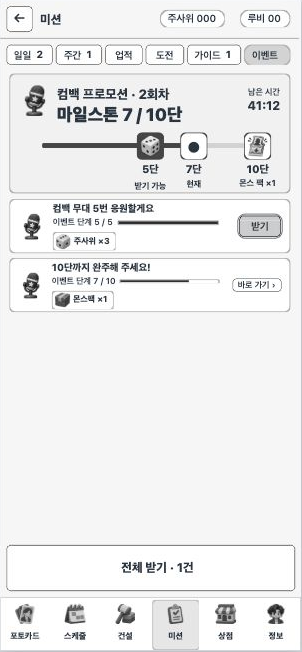 미션
주사위 000
루비 00
일일 2
주간 1
업적
도전
가이드 1
이벤트
컴백 프로모션 · 2회차
마일스톤 7 / 10단
남은 시간
41:12
5단
받기 가능
7단
현재
10단
몬스 팩 ×1
컴백 무대 5번 응원할게요
이벤트 단계 5 / 5
주사위 ×3
받기
10단까지 완주해 주세요!
이벤트 단계 7 / 10
몬스팩 ×1
바로 가기 ›
전체 받기 · 1건
포토카드
스케줄
건설
미션
상점
정보